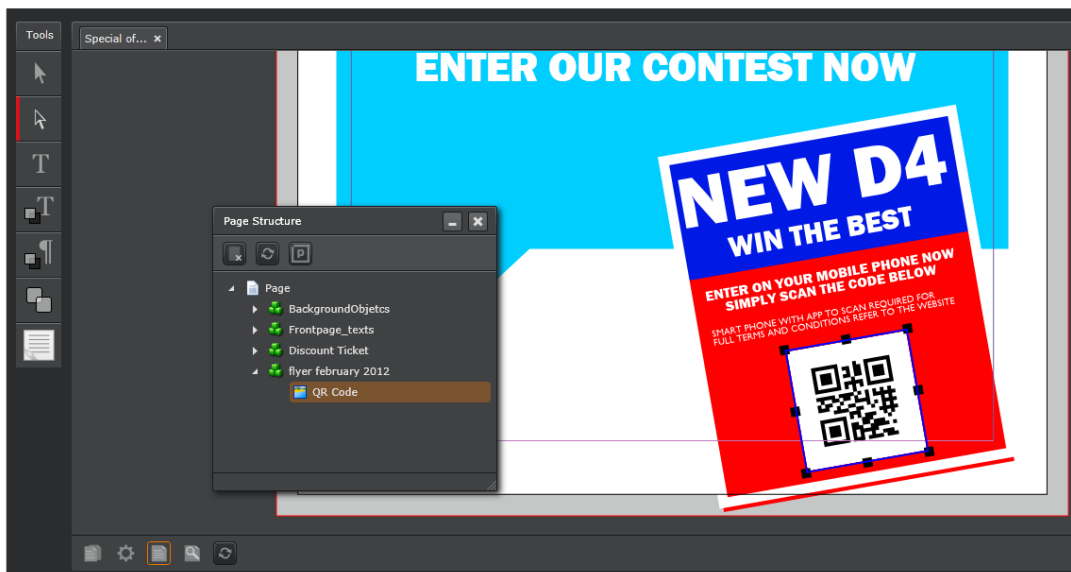 Tools
Special of... x
ENTER OUR CONTEST NOW
T
T
¶
Page Structure
P
Page
BackgroundObjetcs
Frontpage_texts
Discount Ticket
flyer february 2012
QR Code
NEW D4
WIN THE BEST
ENTER ON YOUR MOBILE PHONE NOW
SIMPLY SCAN THE CODE BELOW
SMART PHONE WITH APP TO SCAN REQUIRED FOR
FULL TERMS AND CONDITIONS REFER TO THE WEBSITE